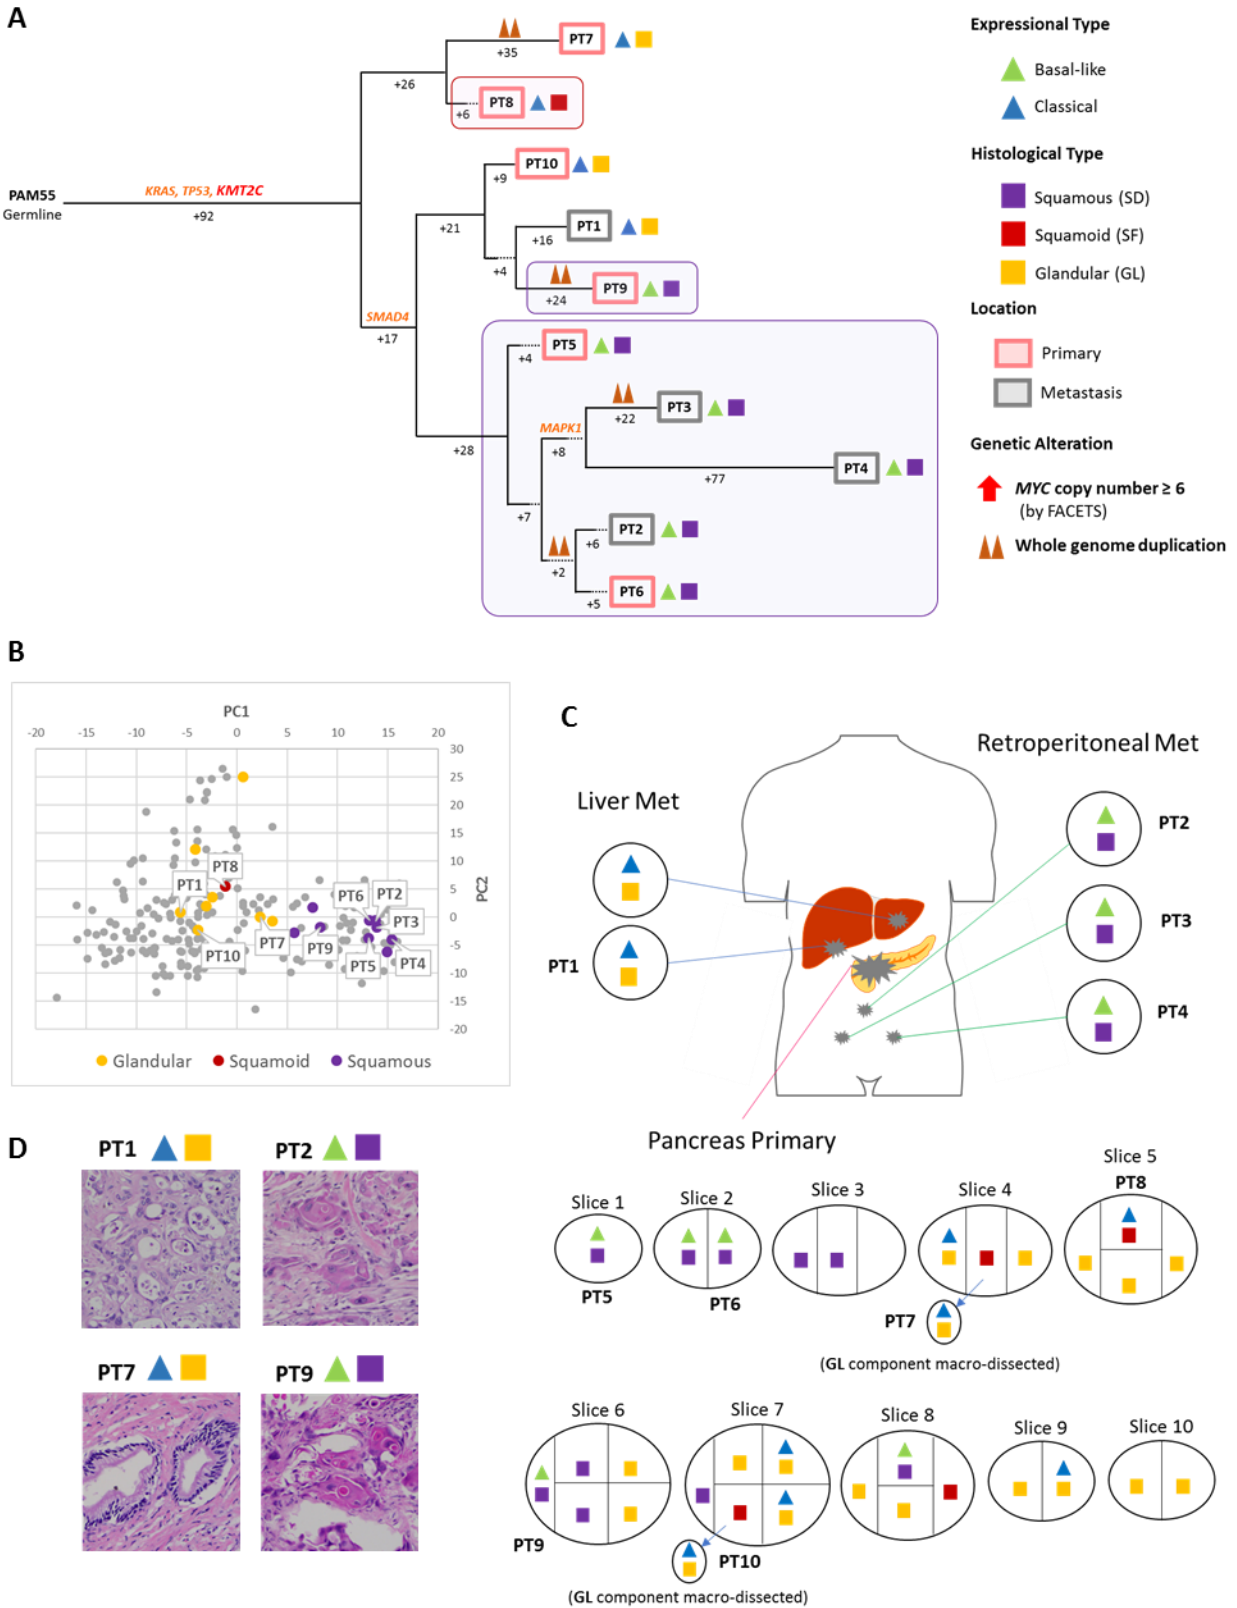 A
PT7
+35
+26
PT8
+6
PT10
+9
KRAS, TP53, KMT2C
PAM55
Germline
+92
+21
PT1
+16
+4
PT9
+24
SMAD4
+17
PT5
+4
PT3
+22
MAPK1
+8
+28
PT4
+77
+7
PT2
+6
+2
PT6
+5
Expressional Type
Basal-like
Classical
Histological Type
Squamous (SD)
Squamoid (SF)
Glandular (GL)
Location
Primary
Metastasis
Genetic Alteration
MYC copy number ≥ 6
(by FACETS)
Whole genome duplication
B
PC1
-20 -15 -10 -5 0 5 10 15 20
30
25
20
15
10
5
0
-5
-10
-15
-20
PC2
PT8
PT1
PT6
PT2
PT3
PT7
PT9
PT10
PT5
PT4
Glandular Squamoid Squamous
C
Retroperitoneal Met
Liver Met
PT2
PT3
PT1
PT4
Pancreas Primary
Slice 1
Slice 2
Slice 3
Slice 4
Slice 5
PT8
PT5
PT6
PT7
(GL component macro-dissected)
Slice 6
Slice 7
Slice 8
Slice 9
Slice 10
PT9
PT10
(GL component macro-dissected)
D
PT1
PT2
PT7
PT9